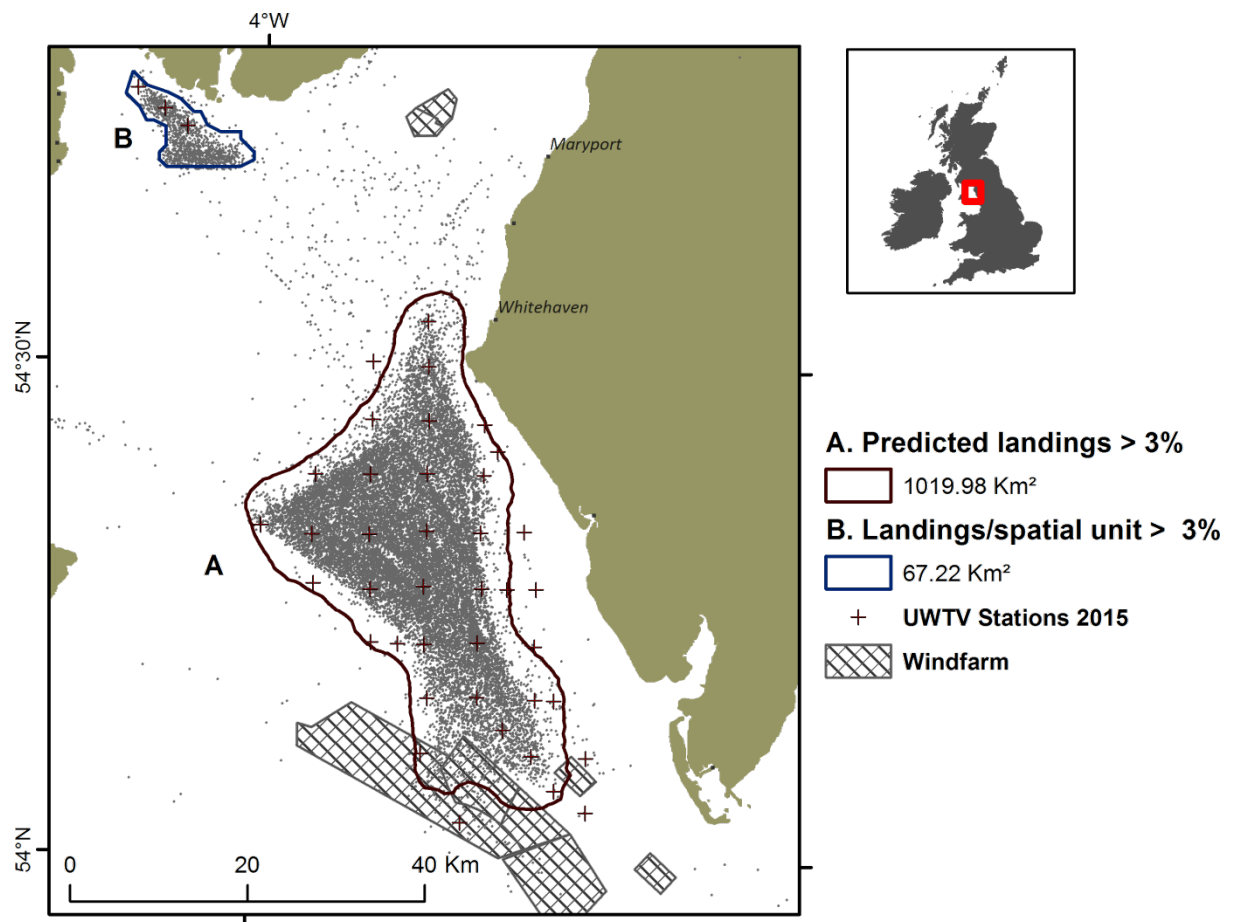 4°W
B
Maryport
Whitehaven
54°30'N
A
54°N
0
20
40 Km
A. Predicted landings > 3%
1019.98 Km²
B. Landings/spatial unit > 3%
67.22 Km²
UWTV Stations 2015
Windfarm